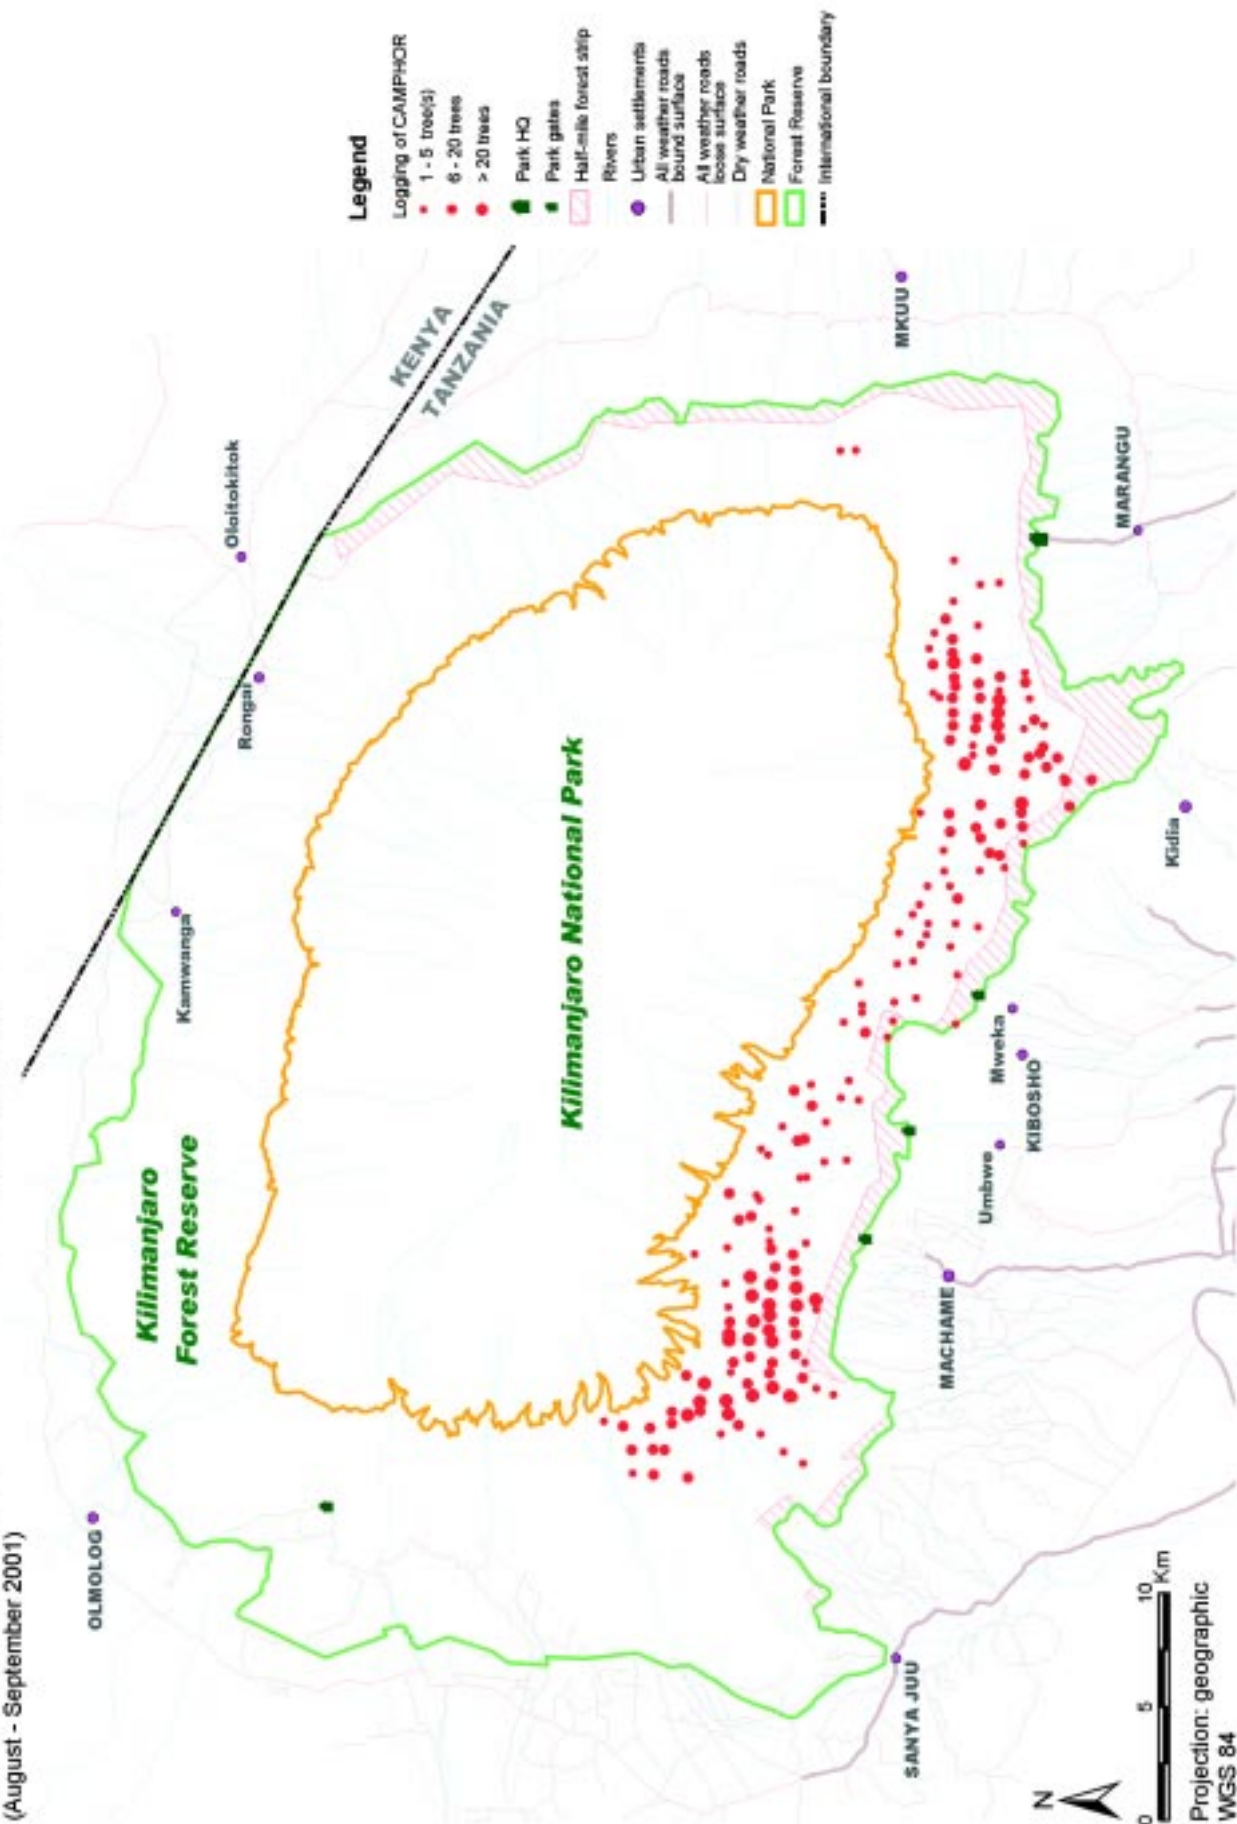 (August - September 2001)
OLMOLOG
Kamwanga
Rongai
Oloitokitok
KENYA
TANZANIA
Kilimanjaro
Forest Reserve
Kilimanjaro National Park
MKUU
MARANGU
Kidia
Mweka
KIBOSHO
Umbwe
MACHAME
SANYA JUU
N
0 5 10 Km
Projection: geographic
WGS 84
Legend
Logging of CAMPHOR
1 - 5 tree(s)
6 - 20 trees
> 20 trees
Park HQ
Park gates
Half-mile forest strip
Rivers
Urban settlements
All weather roads
bound surface
All weather roads
loose surface
Dry weather roads
National Park
Forest Reserve
International boundary